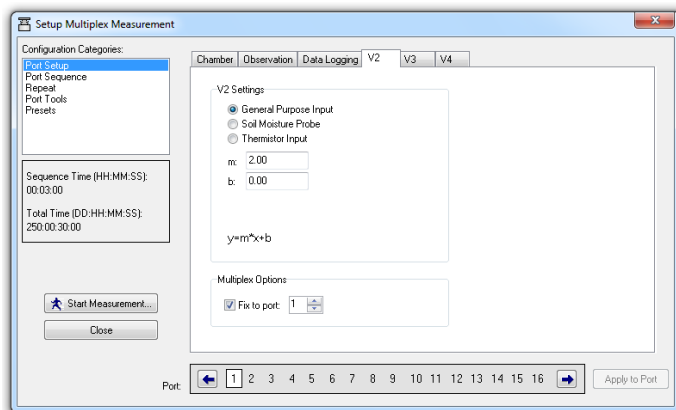 Setup Multiplex Measurement
Configuration Categories:
Port Setup
Port Sequence
Repeat
Port Tools
Presets
Sequence Time (HH:MM:SS):
00:03:00
Total Time (DD:HH:MM:SS):
250:00:30:00
Start Measurement...
Close
Chamber Observation Data Logging V2 V3 V4
V2 Settings
General Purpose Input
Soil Moisture Probe
Thermistor Input
m: 2.00
b: 0.00
y=m*x+b
Multiplex Options
Fix to port: 1
Port: 1 2 3 4 5 6 7 8 9 10 11 12 13 14 15 16 Apply to Port